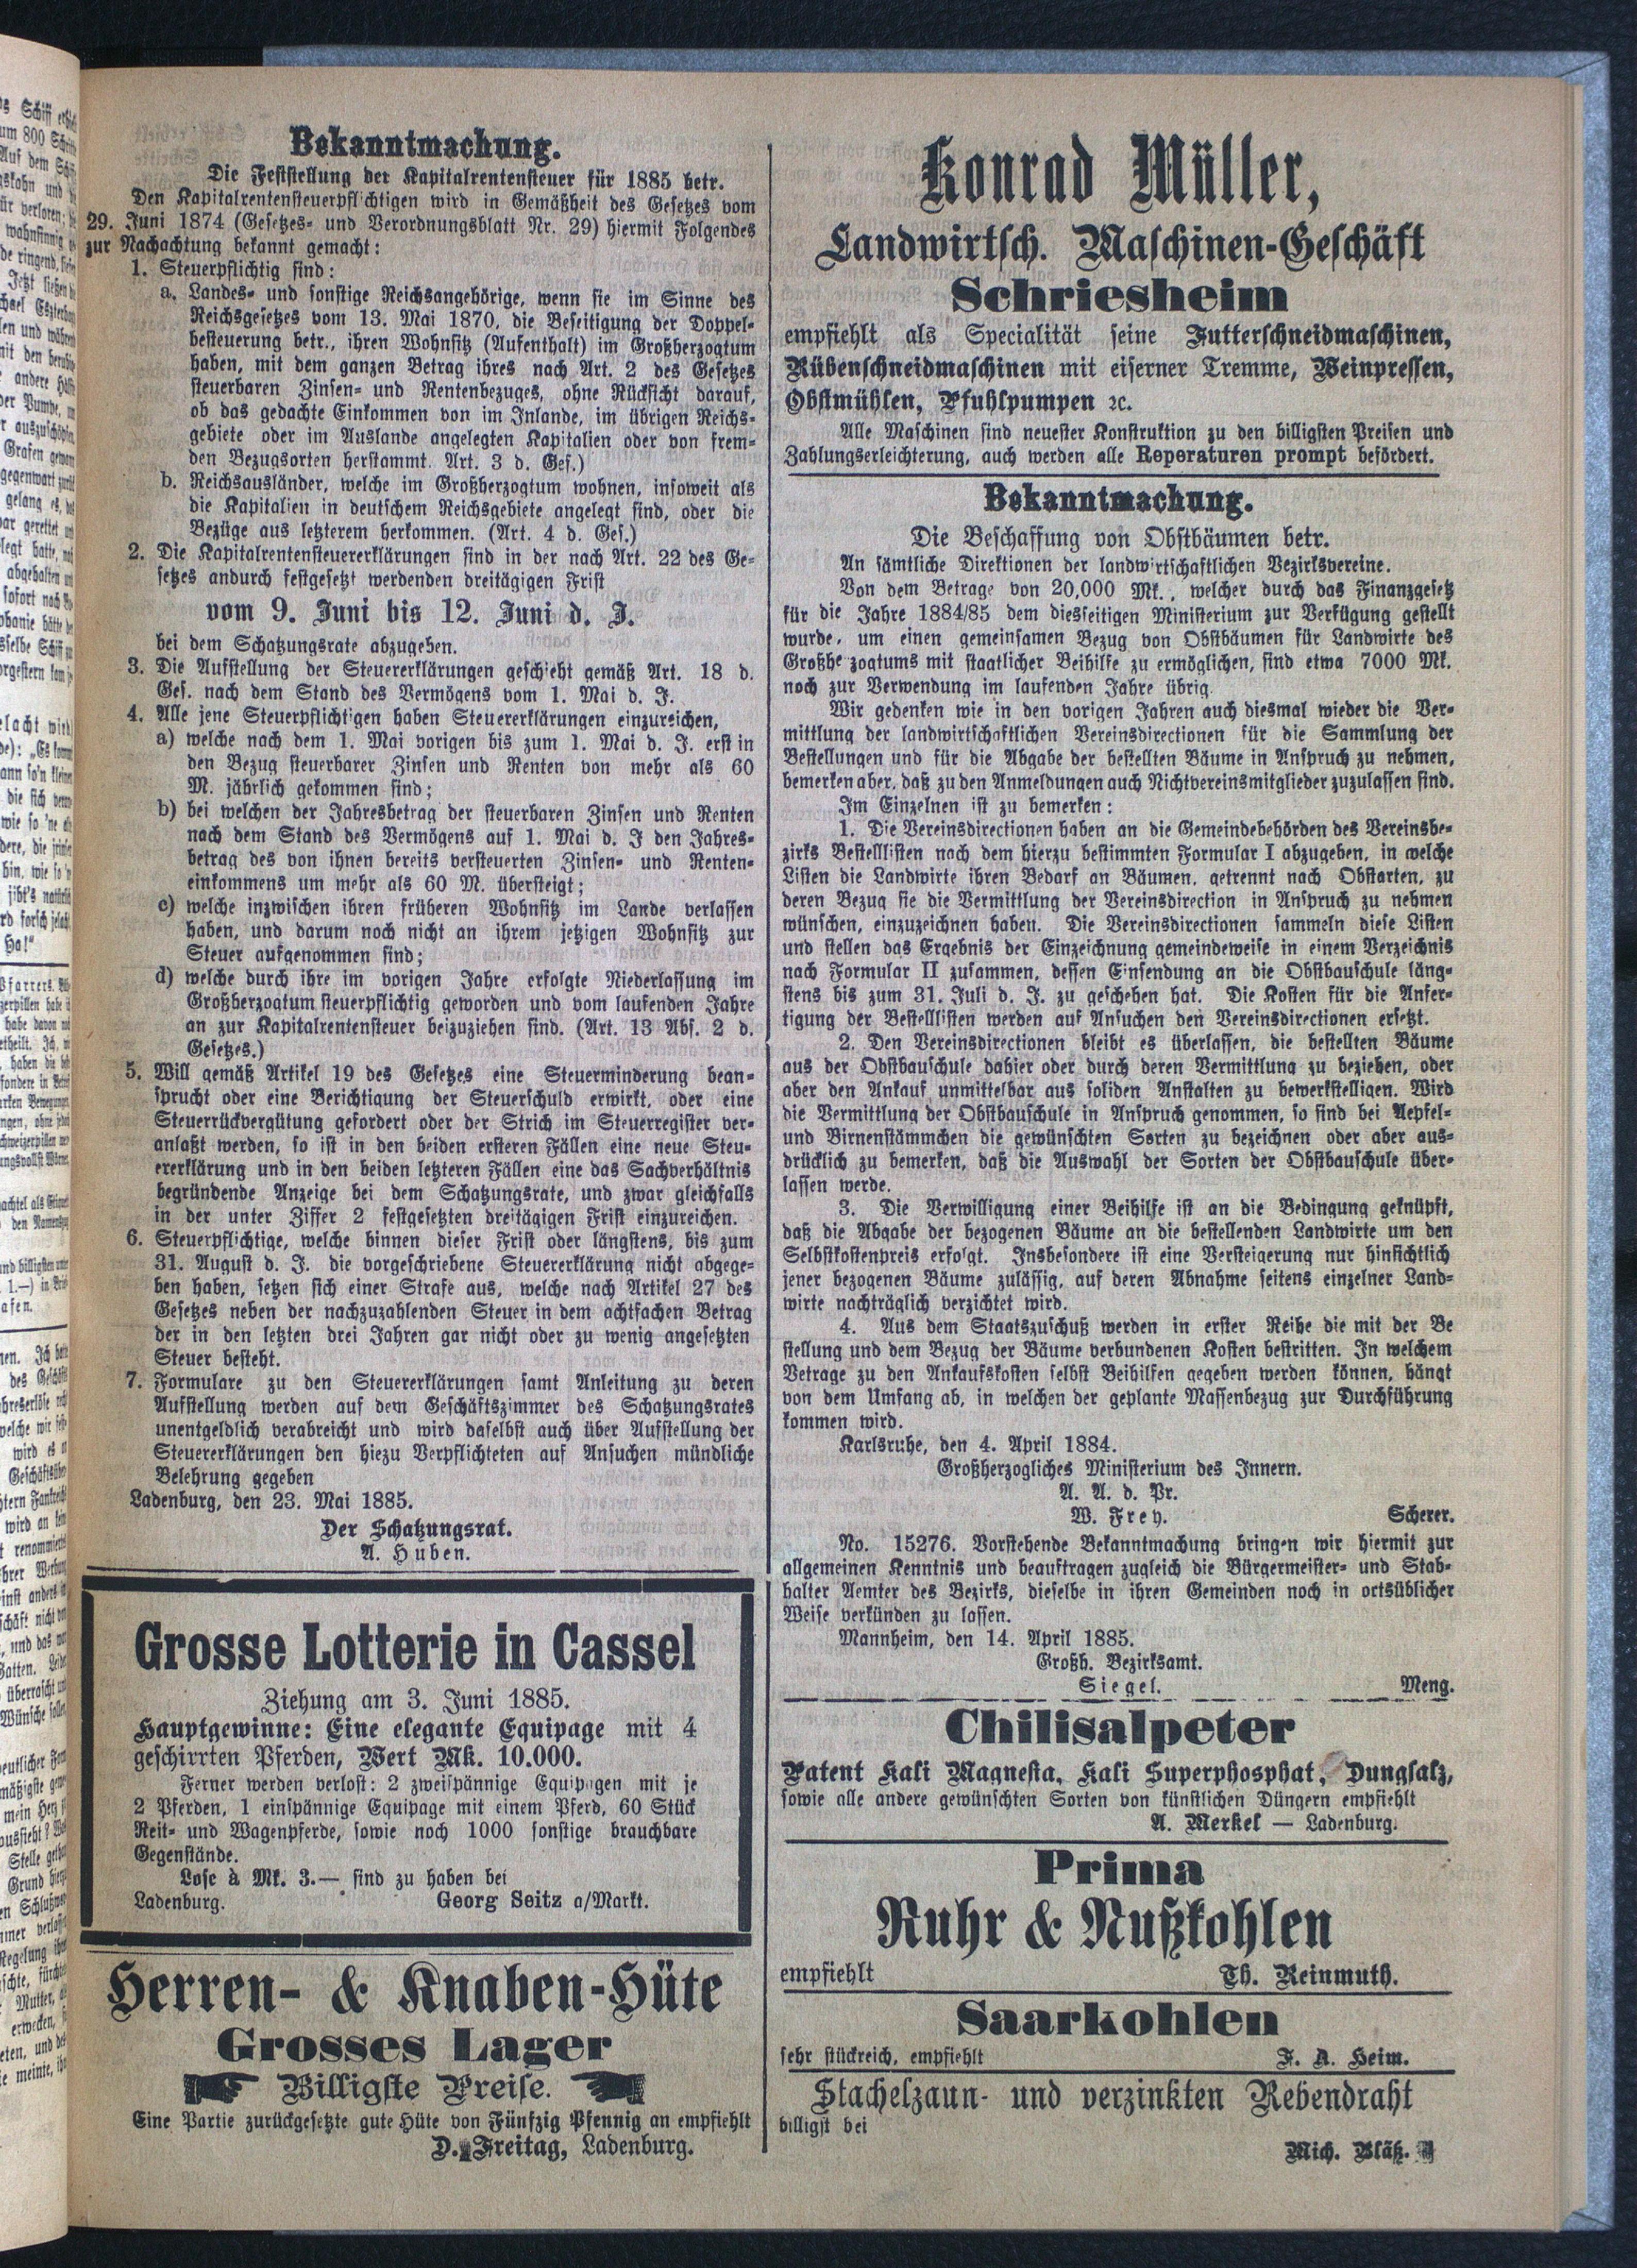 Bekanntmachung.
Die Feststellung der Kapitalrentensteuer für 1885 betr.
Den Kapitalrentensteuerpflichtigen wird in Gemäßheit des Gesetzes vom
29. Juni 1874 (Gesetzes- und Verordnungsblatt Nr. 29) hiermit Folgendes
zur Nachachtung bekannt gemacht:
1. Steuerpflichtig sind:
a. Landes- und sonstige Reichsangehörige, wenn sie im Sinne des
Reichsgesetzes vom 13. Mai 1870, die Beseitigung der Doppel-
besteuerung betr., ihren Wohnsitz (Aufenthalt) im Großherzogtum
haben, mit dem ganzen Betrag ihres nach Art. 2 des Gesetzes
steuerbaren Zinsen- und Rentenbezuges, ohne Rücksicht darauf,
ob das gedachte Einkommen von im Inlande, im übrigen Reichs-
gebiete oder im Auslande angelegten Kapitalien oder von frem-
den Bezugsorten herstammt. Art. 3 d. Ges.)
b. Reichsausländer, welche im Großherzogtum wohnen, insoweit als
die Kapitalien in deutschem Reichsgebiete angelegt sind, oder die
Bezüge aus letzterem herkommen. (Art. 4 d. Ges.)
2. Die Kapitalrentensteuererklärungen sind in der nach Art. 22 des Ge-
setzes andurch festgesetzt werdenden dreitägigen Frist
vom 9. Juni bis 12. Juni d. J.
bei dem Schatzungsrate abzugeben.
3. Die Aufstellung der Steuererklärungen geschieht gemäß Art. 18 d.
Ges. nach dem Stand des Vermögens vom 1. Mai d. J.
4. Alle jene Steuerpflichtigen haben Steuererklärungen einzureichen,
a) welche nach dem 1. Mai vorigen bis zum 1. Mai d. J. erst in
den Bezug steuerbarer Zinsen und Renten von mehr als 60
M. jährlich gekommen sind;
b) bei welchen der Jahresbetrag der steuerbaren Zinsen und Renten
nach dem Stand des Vermögens auf 1. Mai d. J den Jahres-
betrag des von ihnen bereits versteuerten Zinsen- und Renten-
einkommens um mehr als 60 M. übersteigt;
c) welche inzwischen ihren früheren Wohnsitz im Lande verlassen
haben, und darum noch nicht an ihrem jetzigen Wohnsitz zur
Steuer aufgenommen sind;
d) welche durch ihre im vorigen Jahre erfolgte Niederlassung im
Großherzogtum steuerpflichtig geworden und vom laufenden Jahre
an zur Kapitalrentensteuer beizuziehen sind. (Art. 13 Abs. 2 d.
Gesetzes.)
5. Will gemäß Artikel 19 des Gesetzes eine Steuerminderung bean-
sprucht oder eine Berichtigung der Steuerschuld erwirkt, oder eine
Steuerrückvergütung gefordert oder der Strich im Steuerregister ver-
anlaßt werden, so ist in den beiden ersteren Fällen eine neue Steu-
ererklärung und in den beiden letzteren Fällen eine das Sachverhältnis
begründende Anzeige bei dem Schatzungsrate, und zwar gleichfalls
in der unter Ziffer 2 festgesetzten dreitägigen Frist einzureichen.
6. Steuerpflichtige, welche binnen dieser Frist oder längstens, bis zum
31. August d. J. die vorgeschriebene Steuererklärung nicht abgege-
ben haben, setzen sich einer Strafe aus, welche nach Artikel 27 des
Gesetzes neben der nachzuzahlenden Steuer in dem achtfachen Betrag
der in den letzten drei Jahren gar nicht oder zu wenig angesetzten
Steuer besteht.
7. Formulare zu den Steuererklärungen samt Anleitung zu deren
Aufstellung werden auf dem Geschäftszimmer des Schatzungsrates
unentgeldlich verabreicht und wird daselbst auch über Aufstellung der
Steuererklärungen den hiezu Verpflichteten auf Ansuchen mündliche
Belehrung gegeben
Ladenburg, den 23. Mai 1885.
Der Schatzungsrat.
A. Huben.
Grosse Lotterie in Cassel
Ziehung am 3. Juni 1885.
Hauptgewinne: Eine elegante Equipage mit 4
geschirrten Pferden, Wert Mk. 10.000.
Ferner werden verlost: 2 zweispännige Equipagen mit je
2 Pferden, 1 einspännige Equipage mit einem Pferd, 60 Stück
Reit- und Wagenpferde, sowie noch 1000 sonstige brauchbare
Gegenstände.
Lose à Mk. 3.— sind zu haben bei
Ladenburg. Georg Seitz a/Markt.
Herren- & Knaben-Hüte
Grosses Lager
Billigste Preise.
Eine Partie zurückgesetzte gute Hüte von Fünfzig Pfennig an empfiehlt
D. Freitag, Ladenburg.
Konrad Müller,
Landwirtsch. Maschinen-Geschäft
Schriesheim
empfiehlt als Specialität seine Futterschneidmaschinen,
Rübenschneidmaschinen mit eiserner Tremme, Weinpressen,
Obstmühlen, Pfuhlpumpen ꝛc.
Alle Maschinen sind neuester Konstruktion zu den billigsten Preisen und
Zahlungserleichterung, auch werden alle Reperaturen prompt befördert.
Bekanntmachung.
Die Beschaffung von Obstbäumen betr.
An sämtliche Direktionen der landwirtschaftlichen Bezirksvereine.
Von dem Betrage von 20,000 Mk., welcher durch das Finanzgesetz
für die Jahre 1884/85 dem diesseitigen Ministerium zur Verfügung gestellt
wurde, um einen gemeinsamen Bezug von Obstbäumen für Landwirte des
Großhe zogtums mit staatlicher Beihilfe zu ermöglichen, sind etwa 7000 Mk.
noch zur Verwendung im laufenden Jahre übrig
Wir gedenken wie in den vorigen Jahren auch diesmal wieder die Ver-
mittlung der landwirtschaftlichen Vereinsdirectionen für die Sammlung der
Bestellungen und für die Abgabe der bestellten Bäume in Anspruch zu nehmen,
bemerken aber, daß zu den Anmeldungen auch Nichtvereinsmitglieder zuzulassen sind.
Im Einzelnen ist zu bemerken:
1. Die Vereinsdirectionen haben an die Gemeindebehörden des Vereinsbe-
zirks Bestelllisten nach dem hierzu bestimmten Formular I abzugeben, in welche
Listen die Landwirte ihren Bedarf an Bäumen, getrennt nach Obstarten, zu
deren Bezug sie die Vermittlung der Vereinsdirection in Anspruch zu nehmen
wünschen, einzuzeichnen haben. Die Vereinsdirectionen sammeln diese Listen
und stellen das Ergebnis der Einzeichnung gemeindeweise in einem Verzeichnis
nach Formular II zusammen, dessen Einsendung an die Obstbauschule läng-
stens bis zum 31. Juli d. J. zu geschehen hat. Die Kosten für die Anfer-
tigung der Bestelllisten werden auf Ansuchen den Vereinsdirectionen ersetzt.
2. Den Vereinsdirectionen bleibt es überlassen, die bestellten Bäume
aus der Obstbauschule dahier oder durch deren Vermittlung zu beziehen, oder
aber den Ankauf unmittelbar aus soliden Anstalten zu bewerkstelligen. Wird
die Vermittlung der Obstbauschule in Anspruch genommen, so sind bei Aepfel-
und Birnenstämmchen die gewünschten Sorten zu bezeichnen oder aber aus-
drücklich zu bemerken, daß die Auswahl der Sorten der Obstbauschule über-
lassen werde.
3. Die Verwilligung einer Beihilfe ist an die Bedingung geknüpft,
daß die Abgabe der bezogenen Bäume an die bestellenden Landwirte um den
Selbstkostenpreis erfolgt. Insbesondere ist eine Versteigerung nur hinsichtlich
jener bezogenen Bäume zulässig, auf deren Abnahme seitens einzelner Land-
wirte nachträglich verzichtet wird.
4. Aus dem Staatszuschuß werden in erster Reihe die mit der Be
stellung und dem Bezug der Bäume verbundenen Kosten bestritten. In welchem
Betrage zu den Ankaufskosten selbst Beihilfen gegeben werden können, hängt
von dem Umfang ab, in welchen der geplante Massenbezug zur Durchführung
kommen wird.
Karlsruhe, den 4. April 1884.
Großherzogliches Ministerium des Innern.
A. A. d. Pr.
W. Frey. Scherer.
No. 15276. Vorstehende Bekanntmachung bringen wir hiermit zur
allgemeinen Kenntnis und beauftragen zugleich die Bürgermeister- und Stab-
halter Aemter des Bezirks, dieselbe in ihren Gemeinden noch in ortsüblicher
Weise verkünden zu lassen.
Mannheim, den 14. April 1885.
Großh. Bezirksamt.
Siegel. Meng.
Chilisalpeter
Patent Kali Magnesia, Kali Superphosphat, Dungsalz,
sowie alle andere gewünschten Sorten von künstlichen Düngern empfiehlt
A. Merkel — Ladenburg.
Prima
Ruhr & Nußkohlen
empfiehlt Th. Reinmuth.
Saarkohlen
sehr stückreich, empfiehlt F. A. Heim.
Stachelzaun- und verzinkten Rebendraht
billigst bei
Mich. Bläß.